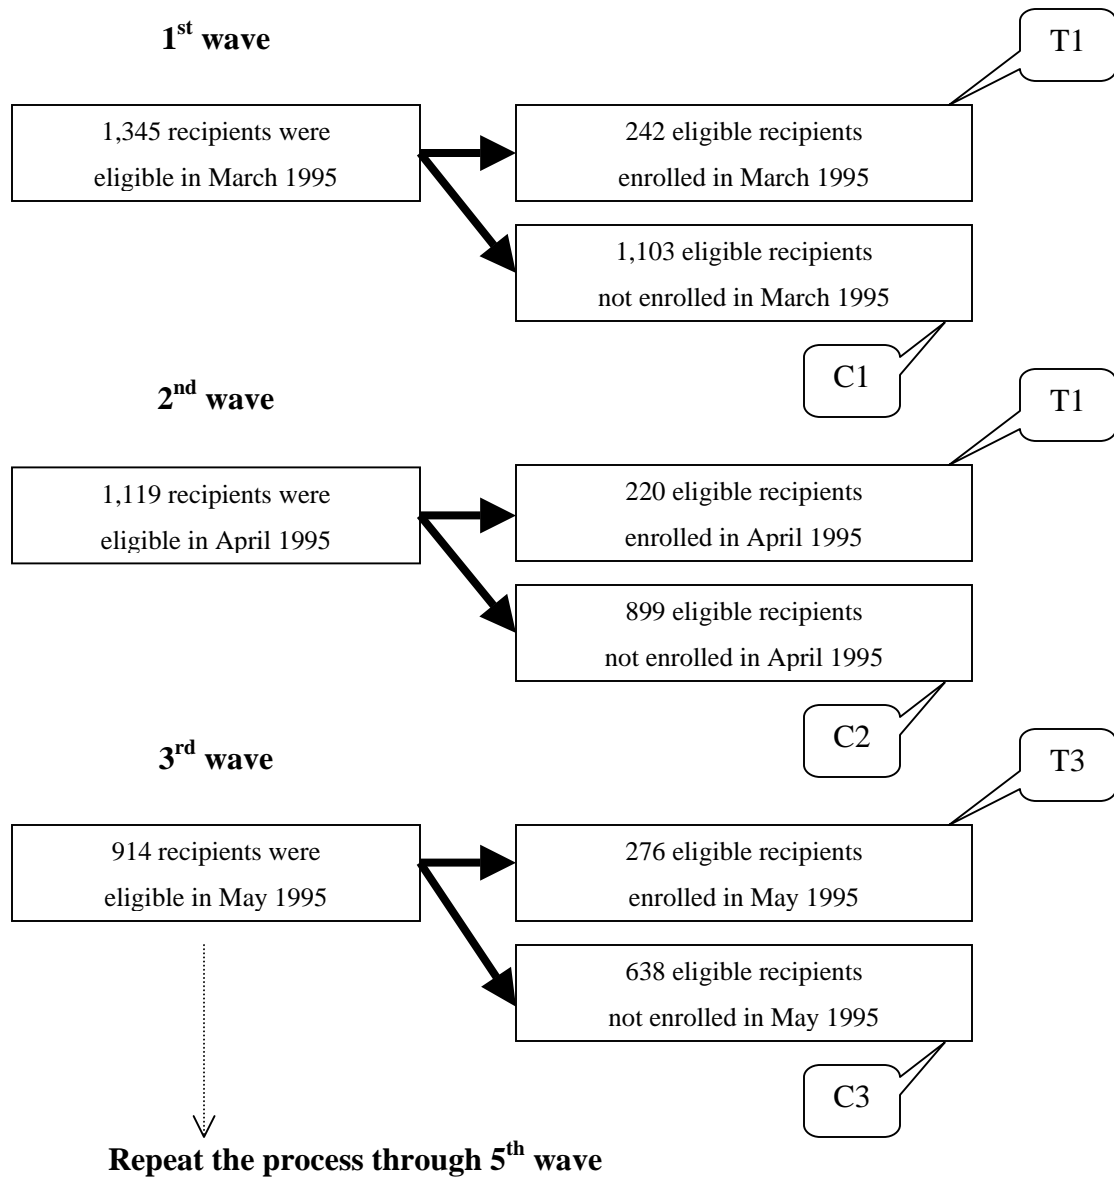 1st wave
T1
1,345 recipients were
eligible in March 1995
242 eligible recipients
enrolled in March 1995
1,103 eligible recipients
not enrolled in March 1995
C1
2nd wave
T1
1,119 recipients were
eligible in April 1995
220 eligible recipients
enrolled in April 1995
899 eligible recipients
not enrolled in April 1995
C2
3rd wave
T3
914 recipients were
eligible in May 1995
276 eligible recipients
enrolled in May 1995
638 eligible recipients
not enrolled in May 1995
C3
Repeat the process through 5th wave